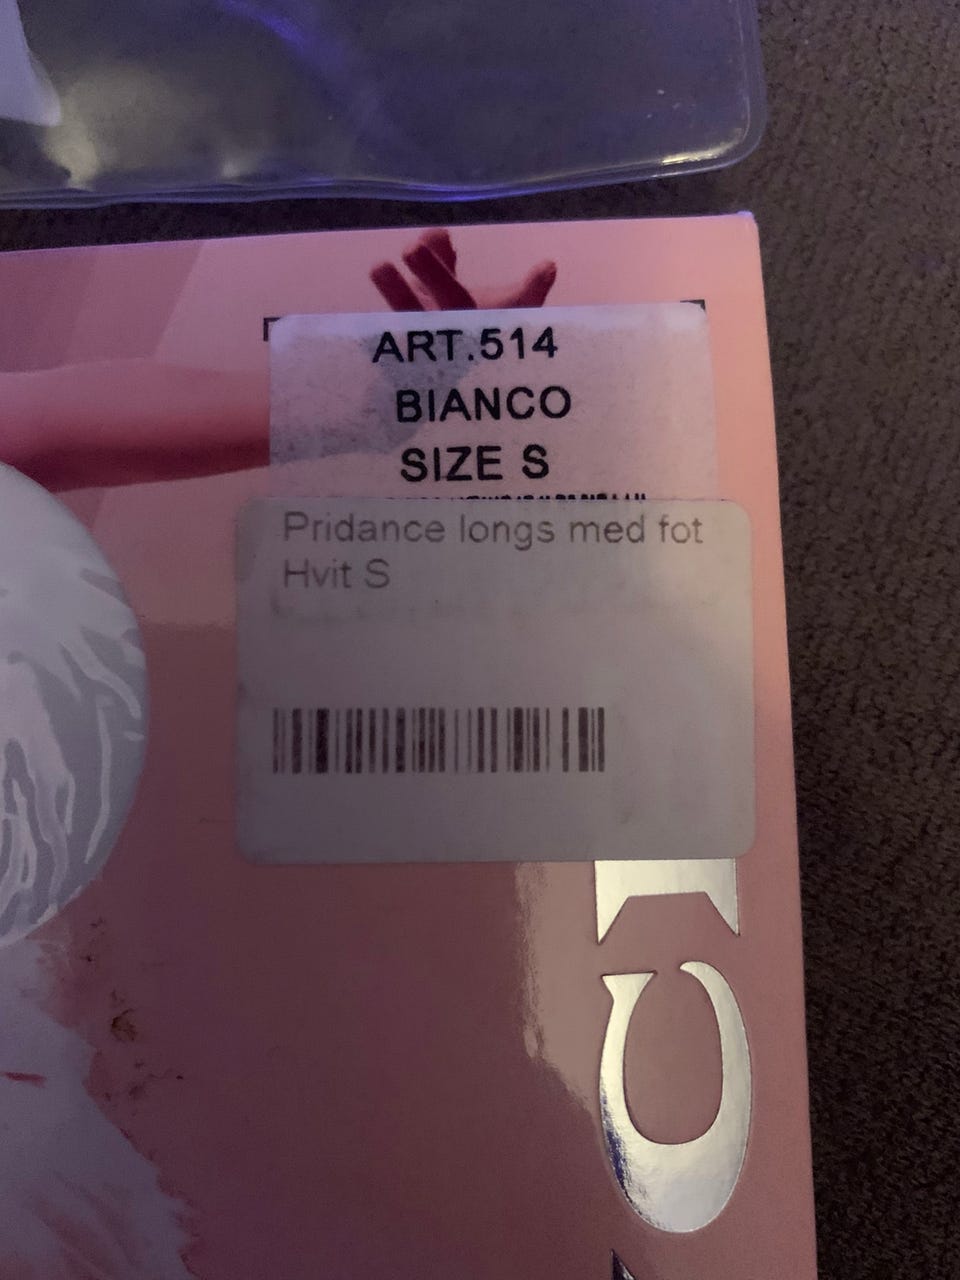 ART.514
BIANCO
SIZE S
Pridance longs med fot
Hvit S